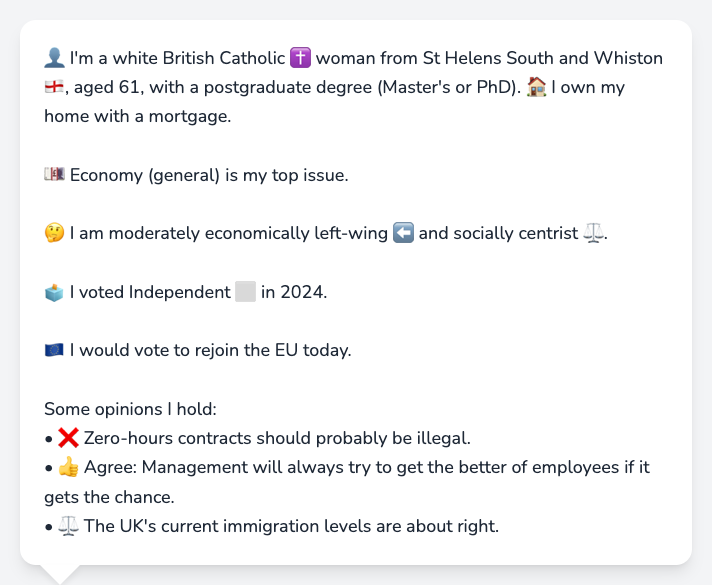 👤 I'm a white British Catholic ✝️ woman from St Helens South and Whiston
🏴󠁧󠁢󠁥󠁮󠁧󠁿, aged 61, with a postgraduate degree (Master's or PhD). 🏠 I own my
home with a mortgage.
💷 Economy (general) is my top issue.
🤔 I am moderately economically left-wing ⬅️ and socially centrist ⚖️.
🗳️ I voted Independent ⬜ in 2024.
🇪🇺 I would vote to rejoin the EU today.
Some opinions I hold:
• ❌ Zero-hours contracts should probably be illegal.
• 👍 Agree: Management will always try to get the better of employees if it
gets the chance.
• ⚖️ The UK's current immigration levels are about right.